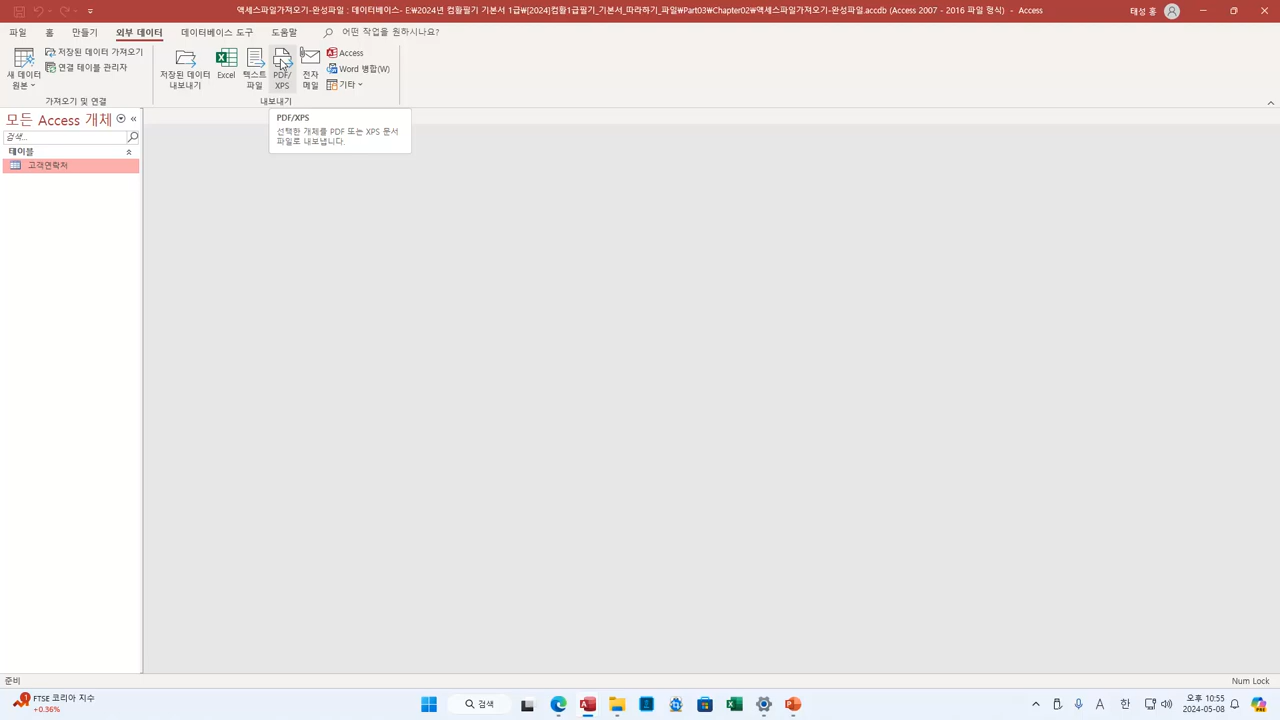 액세스파일가져오기-완성파일 : 데이터베이스- E:₩2024년 컴활필기 기본서 1급₩[2024]컴활1급필기_기본서_따라하기_파일₩Part03₩Chapter02₩액세스파일가져오기-완성파일.accdb (Access 2007 - 2016 파일 형식) - Access
태성 홍
파일 홈 만들기 외부 데이터 데이터베이스 도구 도움말 어떤 작업을 원하시나요?
새 데이터
원본
저장된 데이터 가져오기
연결 테이블 관리자
가져오기 및 연결
저장된 데이터
내보내기
Excel
텍스트
파일
PDF/
XPS
전자
메일
Access
Word 병합(W)
기타
내보내기
모든 Access 개체
검색...
테이블
고객연락처
PDF/XPS
선택한 개체를 PDF 또는 XPS 문서
파일로 내보냅니다.
준비
Num Lock
1
FTSE 코리아 지수
+0.36%
검색
A
한
오후 10:55
2024-05-08